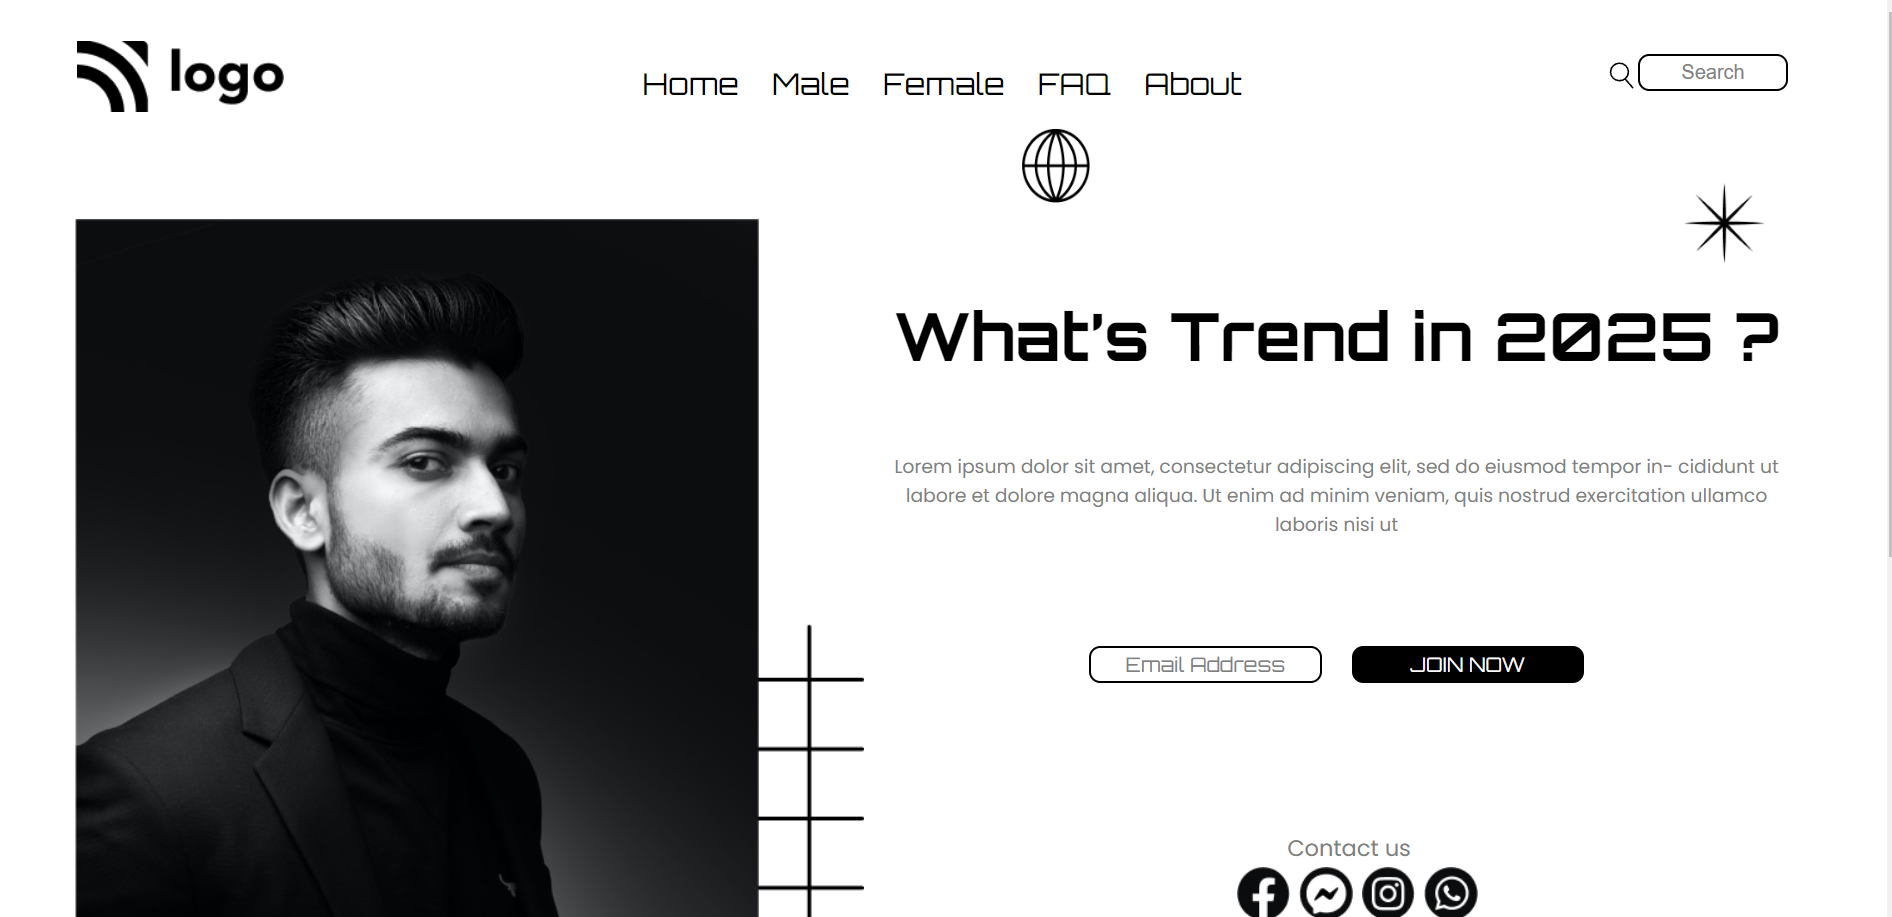 logo
Home Male Female FAQ About
Search
What's Trend in 2025 ?
Lorem ipsum dolor sit amet, consectetur adipiscing elit, sed do eiusmod tempor in- cididunt ut
labore et dolore magna aliqua. Ut enim ad minim veniam, quis nostrud exercitation ullamco
laboris nisi ut
Email Address
JOIN NOW
Contact us